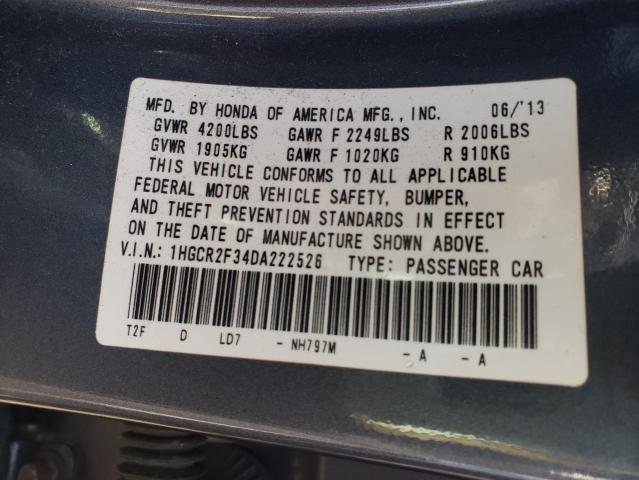 MFD. BY HONDA OF AMERICA MFG., INC. 06/'13
GVWR 4200LBS GAWR F 2249LBS R 2006LBS
GVWR 1905KG GAWR F 1020KG R 910KG
THIS VEHICLE CONFORMS TO ALL APPLICABLE
FEDERAL MOTOR VEHICLE SAFETY, BUMPER,
AND THEFT PREVENTION STANDARDS IN EFFECT
ON THE DATE OF MANUFACTURE SHOWN ABOVE.
V.I.N.: 1HGCR2F34DA222526 TYPE: PASSENGER CAR
T2F D LD7 - NH797M - A - A